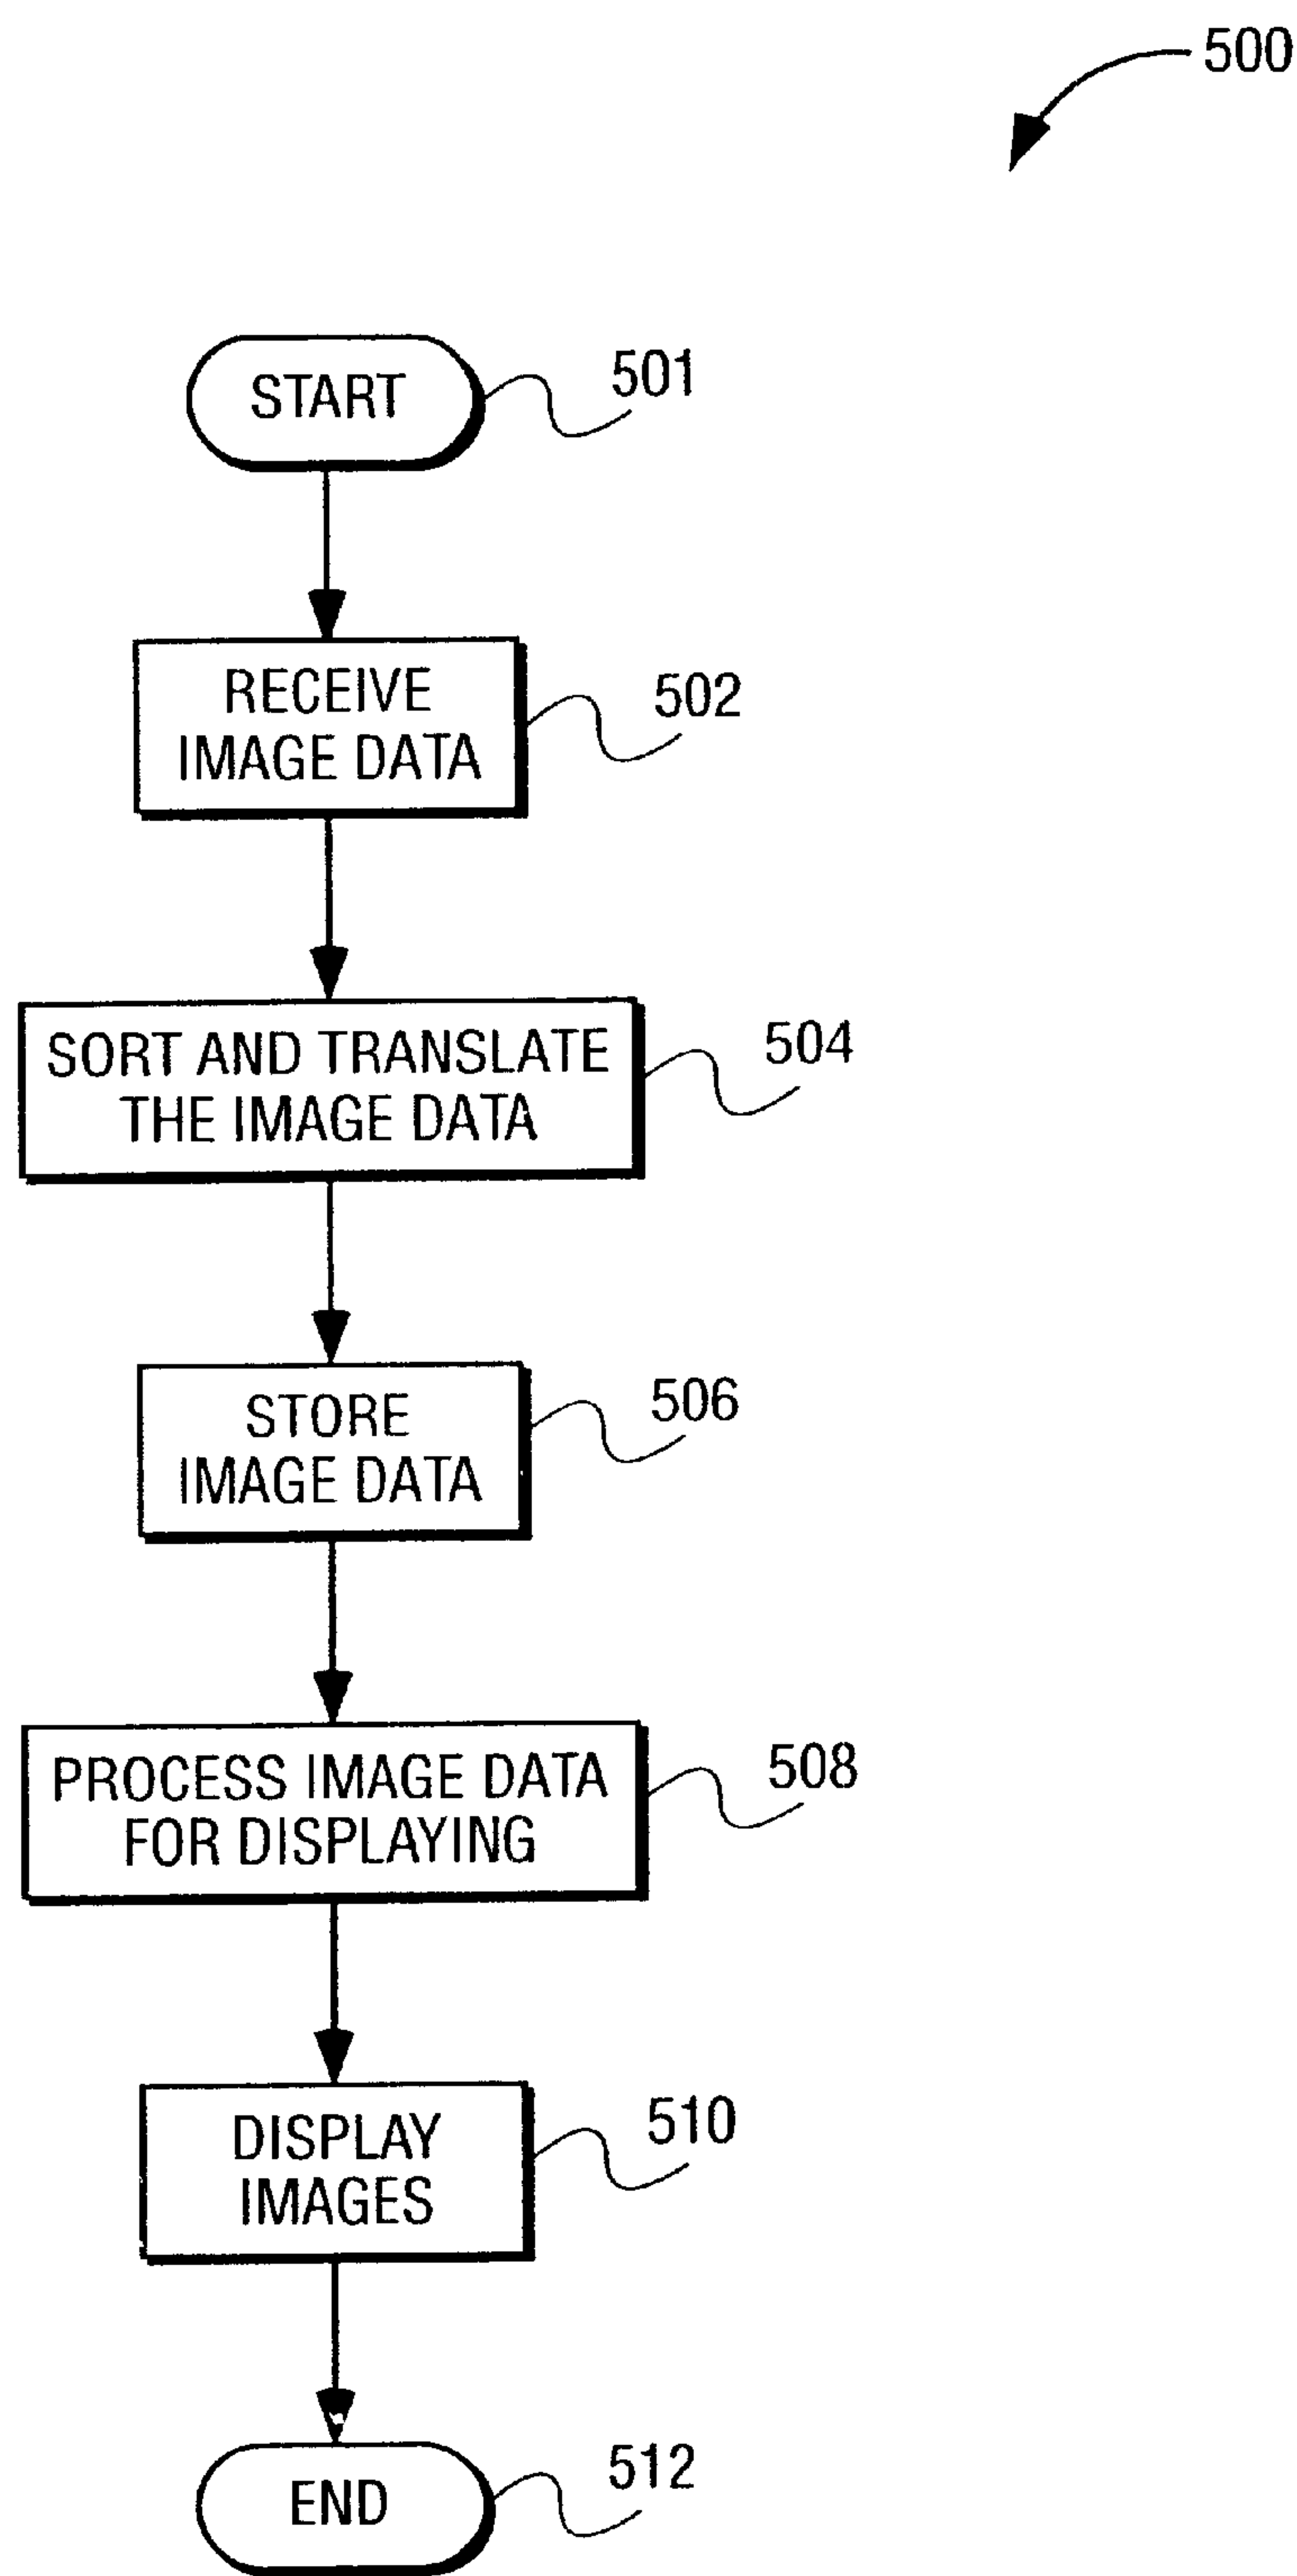 500
START
501
RECEIVE
IMAGE DATA
502
SORT AND TRANSLATE
THE IMAGE DATA
504
STORE
IMAGE DATA
506
PROCESS IMAGE DATA
FOR DISPLAYING
508
DISPLAY
IMAGES
510
END
512